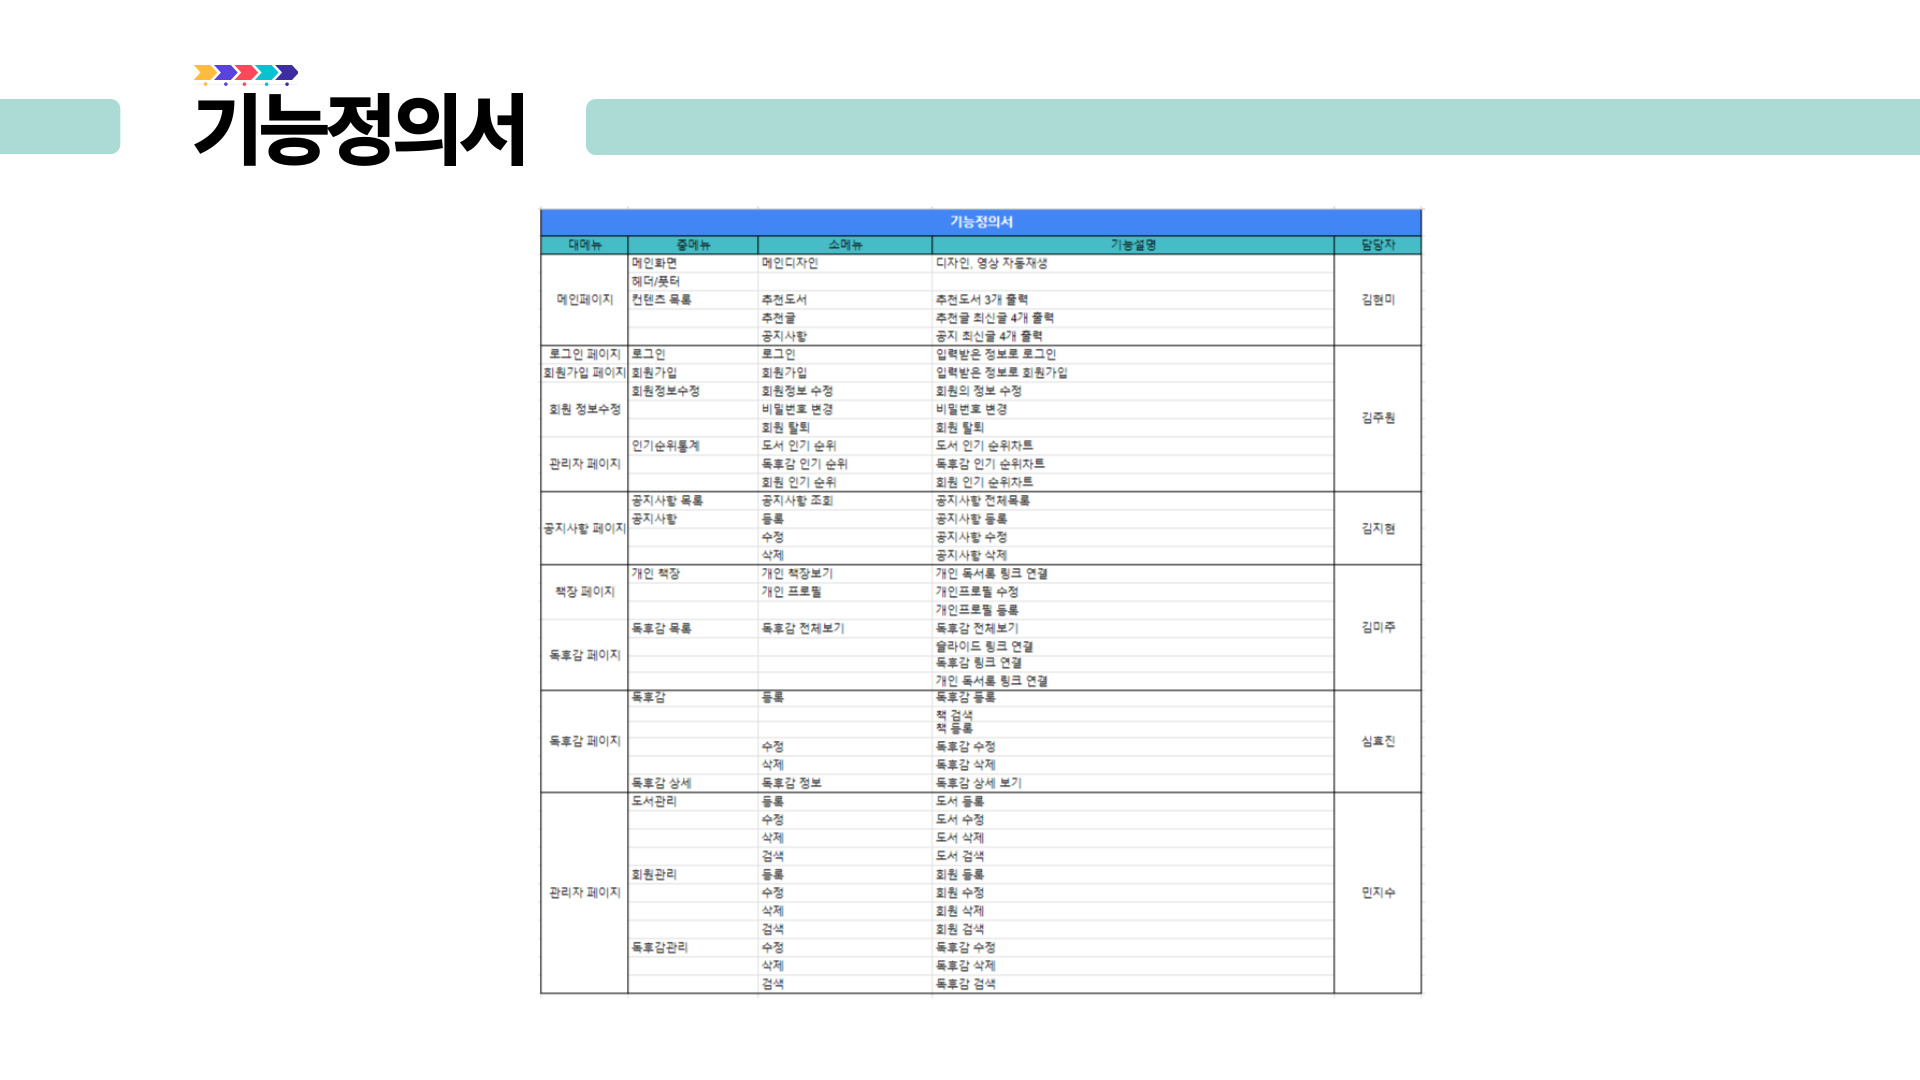 기능정의서
기능정의서
대메뉴 중메뉴 소메뉴 기능설명 담당자
메인화면 메인디자인 디자인, 영상 자동재생
헤더/풋터
메인페이지 컨텐츠 목록 추천도서 추천도서 3개 출력 김현미
추천글 추천글 최신글 4개 출력
공지사항 공지 최신글 4개 출력
로그인 페이지 로그인 로그인 입력받은 정보로 로그인
회원가입 페이지 회원가입 회원가입 입력받은 정보로 회원가입
회원정보수정 회원정보 수정 회원의 정보 수정
회원 정보수정 비밀번호 변경 비밀번호 변경
김주원
회원 탈퇴 회원 탈퇴
인기순위통계 도서 인기 순위 도서 인기 순위차트
관리자 페이지 독후감 인기 순위 독후감 인기 순위차트
회원 인기 순위 회원 인기 순위차트
공지사항 목록 공지사항 조회 공지사항 전체목록
공지사항 등록 공지사항 등록
공지사항 페이지 김지현
수정 공지사항 수정
삭제 공지사항 삭제
개인 책장 개인 책장보기 개인 독서록 링크 연결
책장 페이지 개인 프로필 개인프로필 수정
개인프로필 등록
독후감 목록 독후감 전체보기 독후감 전체보기 김미주
슬라이드 링크 연결
독후감 페이지
독후감 링크 연결
개인 독서록 링크 연결
독후감 등록 독후감 등록
책 검색
책 등록
독후감 페이지 수정 독후감 수정 심효진
삭제 독후감 삭제
독후감 상세 독후감 정보 독후감 상세 보기
도서관리 등록 도서 등록
수정 도서 수정
삭제 도서 삭제
검색 도서 검색
회원관리 등록 회원 등록
관리자 페이지 수정 회원 수정 민지수
삭제 회원 삭제
검색 회원 검색
독후감관리 수정 독후감 수정
삭제 독후감 삭제
검색 독후감 검색